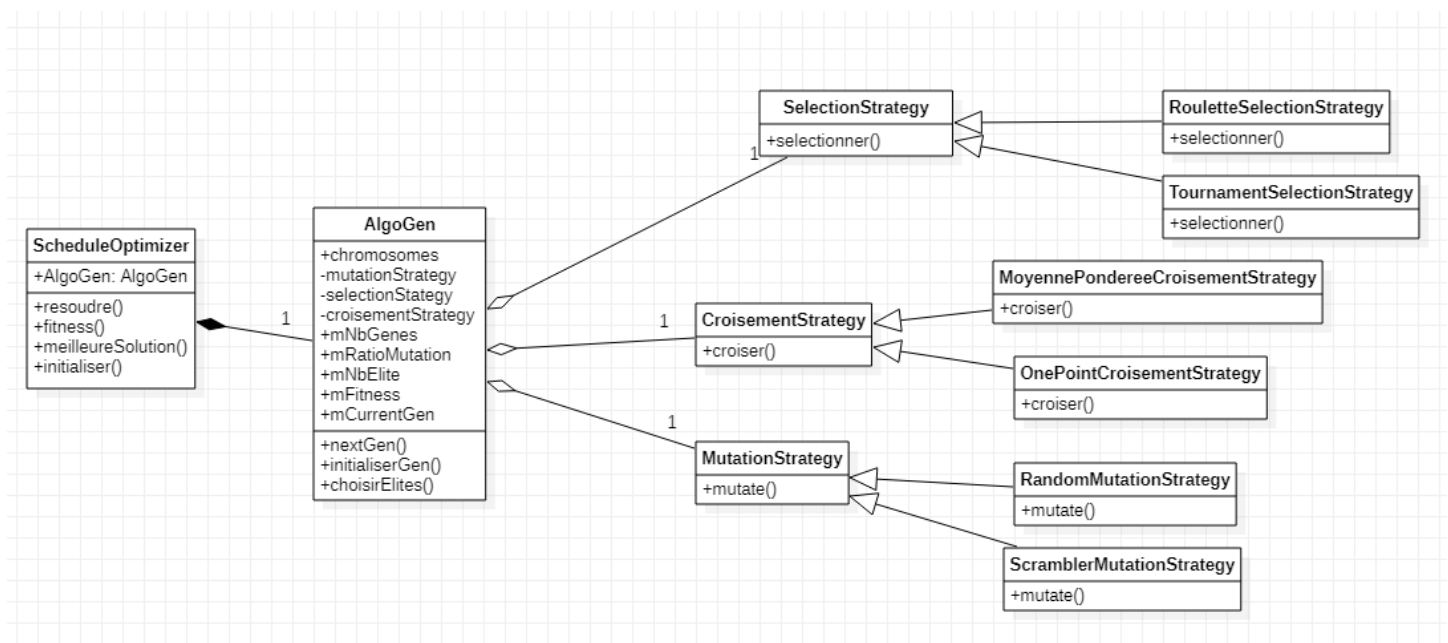 ScheduleOptimizer
+AlgoGen: AlgoGen
+resoudre()
+fitness()
+meilleureSolution()
+initialiser()
1
AlgoGen
+chromosomes
-mutationStrategy
-selectionStategy
-croisementStrategy
+mNbGenes
+mRatioMutation
+mNbElite
+mFitness
+mCurrentGen
+nextGen()
+initialiserGen()
+choisirElites()
1
SelectionStrategy
+selectionner()
RouletteSelectionStrategy
+selectionner()
TournamentSelectionStrategy
+selectionner()
1
CroisementStrategy
+croiser()
MoyennePondereeCroisementStrategy
+croiser()
OnePointCroisementStrategy
+croiser()
1
MutationStrategy
+mutate()
RandomMutationStrategy
+mutate()
ScramblerMutationStrategy
+mutate()